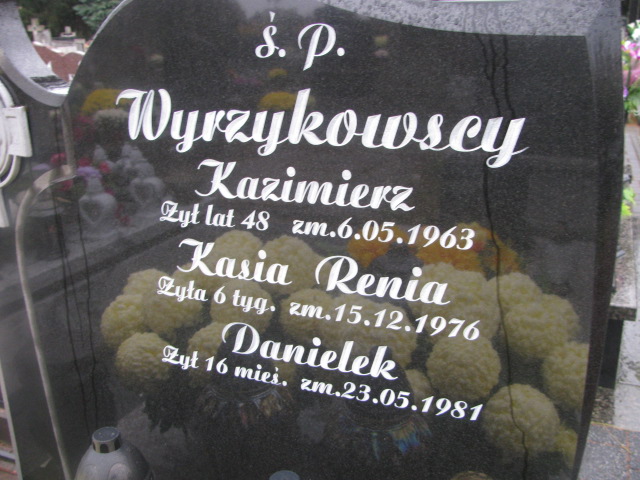 ś. P.
Wyrzykowscy
Kazimierz
Żył lat 48 zm.6.05.1963
Kasia Renia
Żyła 6 tyg. zm.15.12.1976
Danielek
Żył 16 mieś. zm.23.05.1981